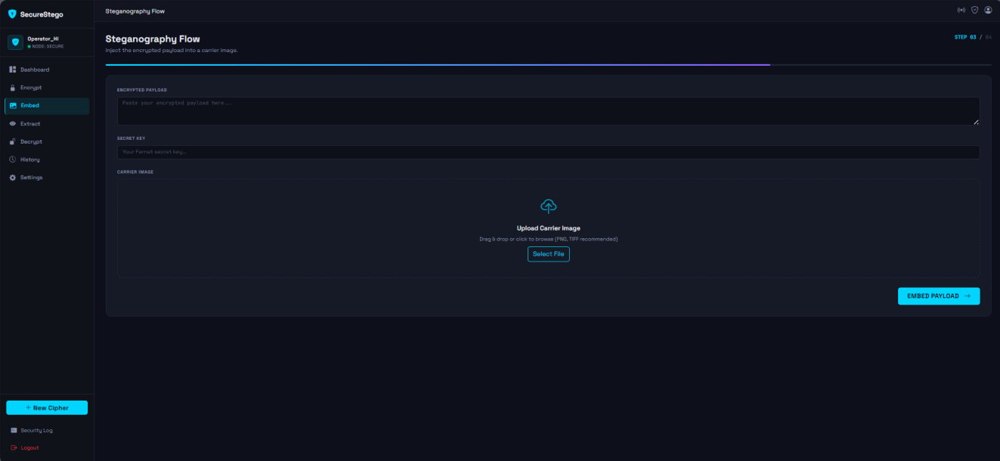 SecureStego
Operator_Hi
NODE: SECURE
Dashboard
Encrypt
Embed
Extract
Decrypt
History
Settings
+ New Cipher
Security Log
Logout
Steganography Flow
Steganography Flow
Inject the encrypted payload into a carrier image.
STEP 03 / 04
ENCRYPTED PAYLOAD
Paste your encrypted payload here...
SECRET KEY
Your Fernet secret key...
CARRIER IMAGE
Upload Carrier Image
Drag & drop or click to browse (PNG, TIFF recommended)
Select File
EMBED PAYLOAD →